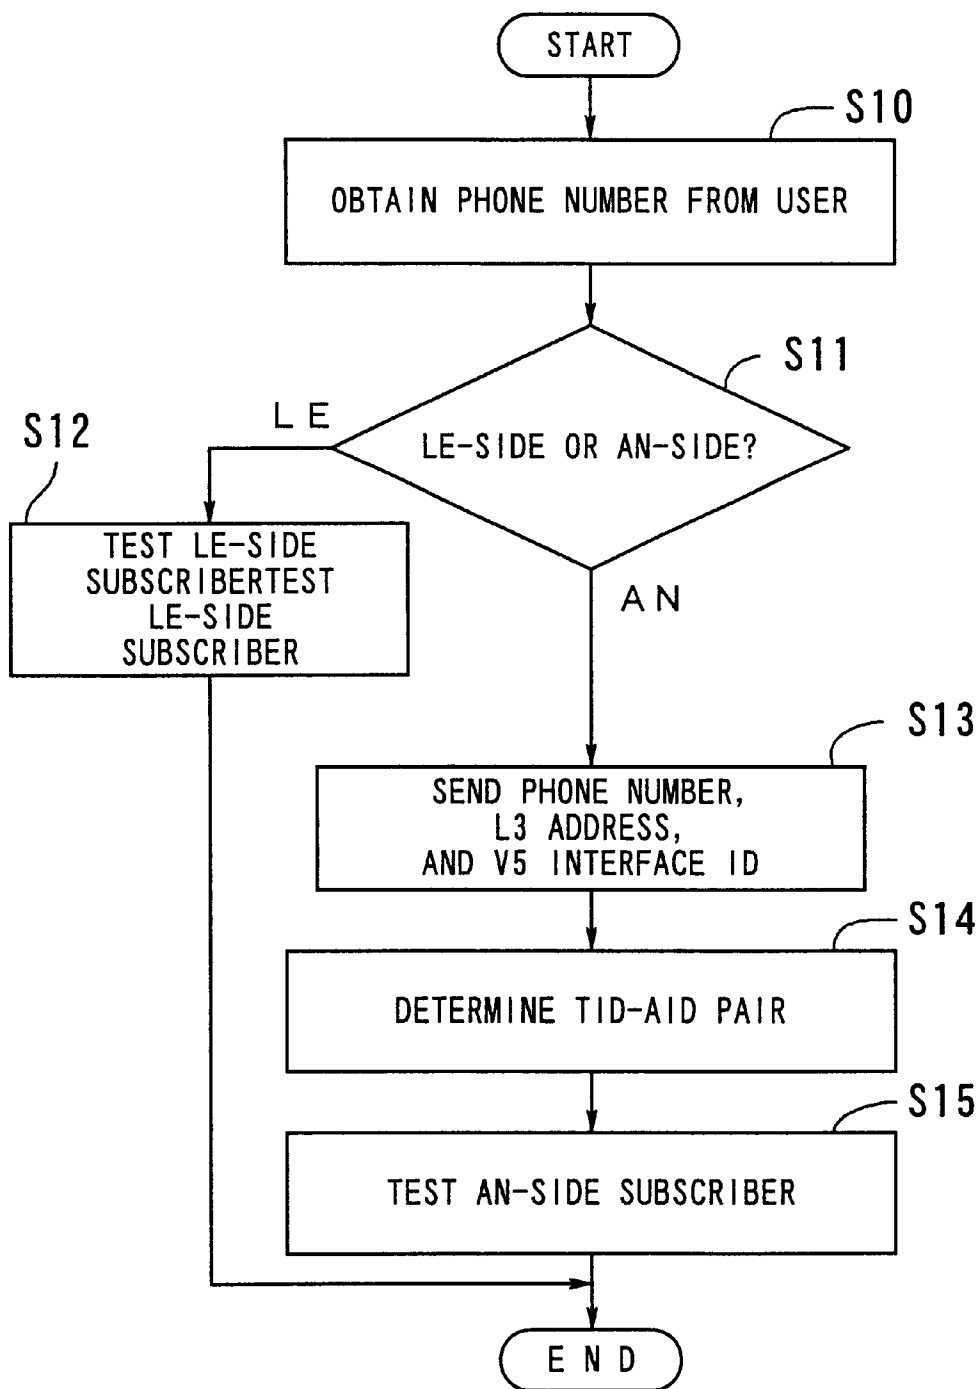 START
S10
OBTAIN PHONE NUMBER FROM USER
S11
LE-SIDE OR AN-SIDE?
LE
S12
TEST LE-SIDE
SUBSCRIBERTEST
LE-SIDE
SUBSCRIBER
AN
S13
SEND PHONE NUMBER,
L3 ADDRESS,
AND V5 INTERFACE ID
S14
DETERMINE TID-AID PAIR
S15
TEST AN-SIDE SUBSCRIBER
END